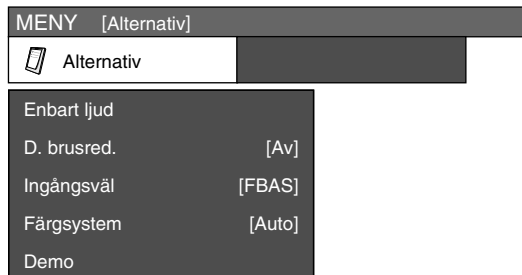 MENY [Alternativ]
Alternativ
Enbart ljud
D. brusred. [Av]
Ingångsväl [FBAS]
Färgsystem [Auto]
Demo